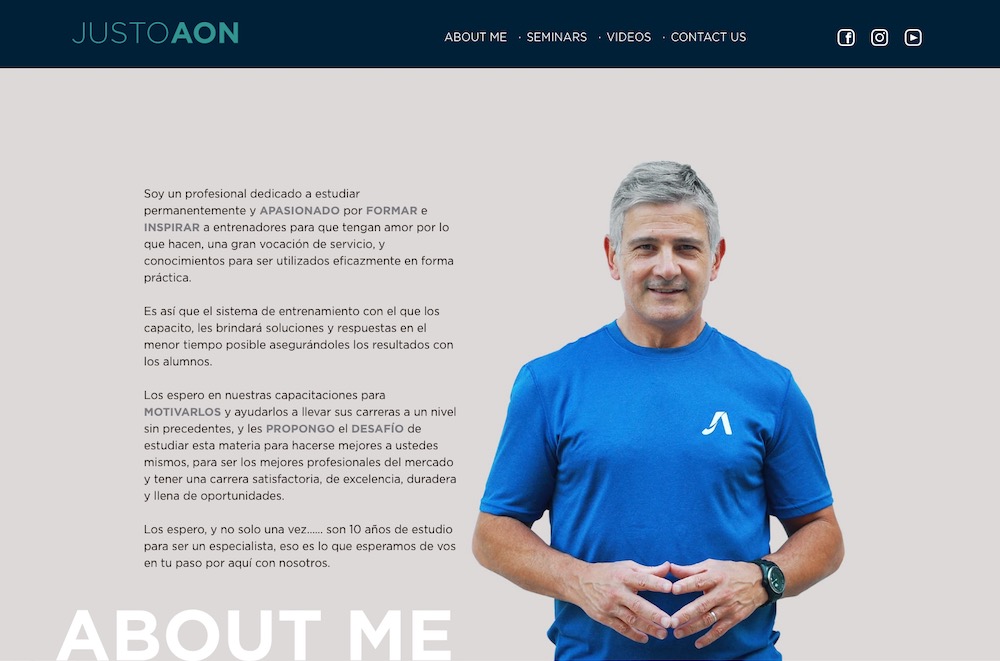 JUSTOAON
ABOUT ME · SEMINARS · VIDEOS · CONTACT US
Soy un profesional dedicado a estudiar
permanentemente y APASIONADO por FORMAR e
INSPIRAR a entrenadores para que tengan amor por lo
que hacen, una gran vocación de servicio, y
conocimientos para ser utilizados eficazmente en forma
práctica.
Es así que el sistema de entrenamiento con el que los
capacito, les brindará soluciones y respuestas en el
menor tiempo posible asegurándoles los resultados con
los alumnos.
Los espero en nuestras capacitaciones para
MOTIVARLOS y ayudarlos a llevar sus carreras a un nivel
sin precedentes, y les PROPONGO el DESAFÍO de
estudiar esta materia para hacerse mejores a ustedes
mismos, para ser los mejores profesionales del mercado
y tener una carrera satisfactoria, de excelencia, duradera
y llena de oportunidades.
Los espero, y no solo una vez...... son 10 años de estudio
para ser un especialista, eso es lo que esperamos de vos
en tu paso por aquí con nosotros.
ABOUT ME